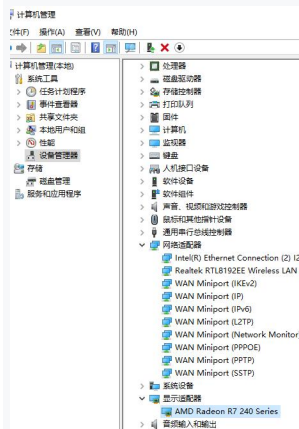 计算机管理
文件(F) 操作(A) 查看(V) 帮助(H)
计算机管理(本地)
系统工具
任务计划程序
事件查看器
共享文件夹
本地用户和组
性能
设备管理器
存储
磁盘管理
服务和应用程序
处理器
磁盘驱动器
存储控制器
打印队列
固件
计算机
监视器
键盘
人机接口设备
软件设备
软件组件
声音、视频和游戏控制器
鼠标和其他指针设备
通用串行总线控制器
网络适配器
Intel(R) Ethernet Connection (2) I2
Realtek RTL8192EE Wireless LAN
WAN Miniport (IKEv2)
WAN Miniport (IP)
WAN Miniport (IPv6)
WAN Miniport (L2TP)
WAN Miniport (Network Monitor)
WAN Miniport (PPPOE)
WAN Miniport (PPTP)
WAN Miniport (SSTP)
系统设备
显示适配器
AMD Radeon R7 240 Series
音频输入和输出